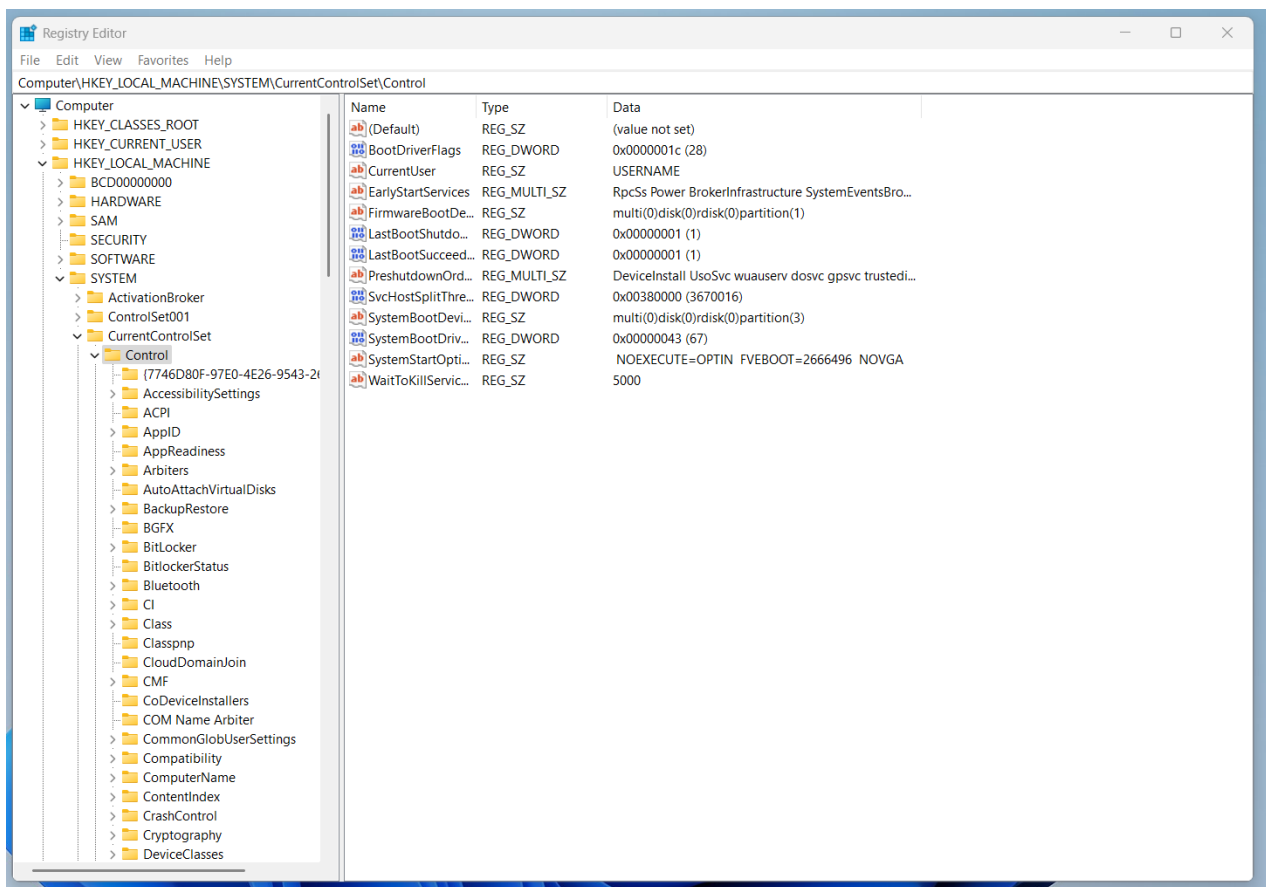 Registry Editor
File Edit View Favorites Help
Computer\HKEY_LOCAL_MACHINE\SYSTEM\CurrentControlSet\Control
Computer
HKEY_CLASSES_ROOT
HKEY_CURRENT_USER
HKEY_LOCAL_MACHINE
BCD00000000
HARDWARE
SAM
SECURITY
SOFTWARE
SYSTEM
ActivationBroker
ControlSet001
CurrentControlSet
Control
{7746D80F-97E0-4E26-9543-26
AccessibilitySettings
ACPI
AppID
AppReadiness
Arbiters
AutoAttachVirtualDisks
BackupRestore
BGFX
BitLocker
BitlockerStatus
Bluetooth
CI
Class
Classpnp
CloudDomainJoin
CMF
CoDeviceInstallers
COM Name Arbiter
CommonGlobUserSettings
Compatibility
ComputerName
ContentIndex
CrashControl
Cryptography
DeviceClasses
Name Type Data
(Default) REG_SZ (value not set)
BootDriverFlags REG_DWORD 0x0000001c (28)
CurrentUser REG_SZ USERNAME
EarlyStartServices REG_MULTI_SZ RpcSs Power BrokerInfrastructure SystemEventsBro...
FirmwareBootDe... REG_SZ multi(0)disk(0)rdisk(0)partition(1)
LastBootShutdo... REG_DWORD 0x00000001 (1)
LastBootSucceed... REG_DWORD 0x00000001 (1)
PreshutdownOrd... REG_MULTI_SZ DeviceInstall UsoSvc wuauserv dosvc gpsvc trustedi...
SvcHostSplitThre... REG_DWORD 0x00380000 (3670016)
SystemBootDevi... REG_SZ multi(0)disk(0)rdisk(0)partition(3)
SystemBootDriv... REG_DWORD 0x00000043 (67)
SystemStartOpti... REG_SZ NOEXECUTE=OPTIN FVEBOOT=2666496 NOVGA
WaitToKillServic... REG_SZ 5000